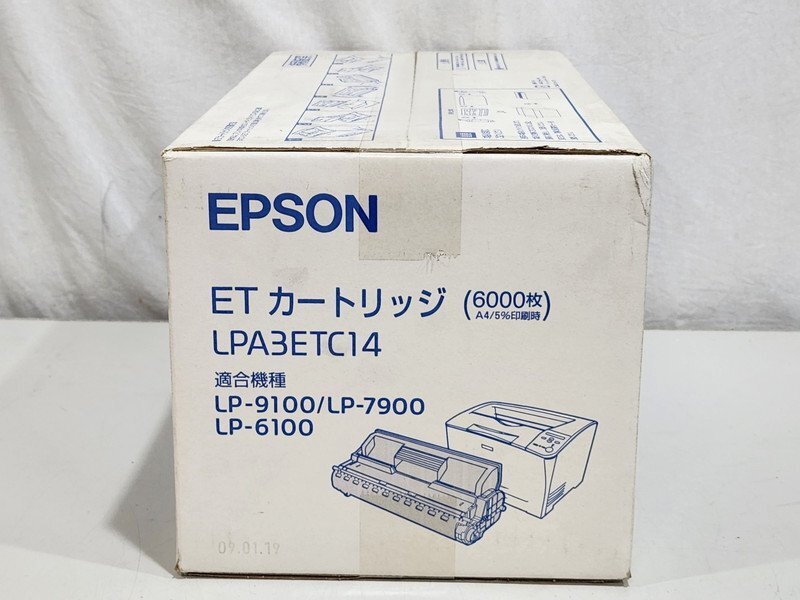 EPSON
ET カートリッジ (6000枚)
A4/5%印刷時
LPA3ETC14
適合機種
LP-9100/LP-7900
LP-6100
09.01.19